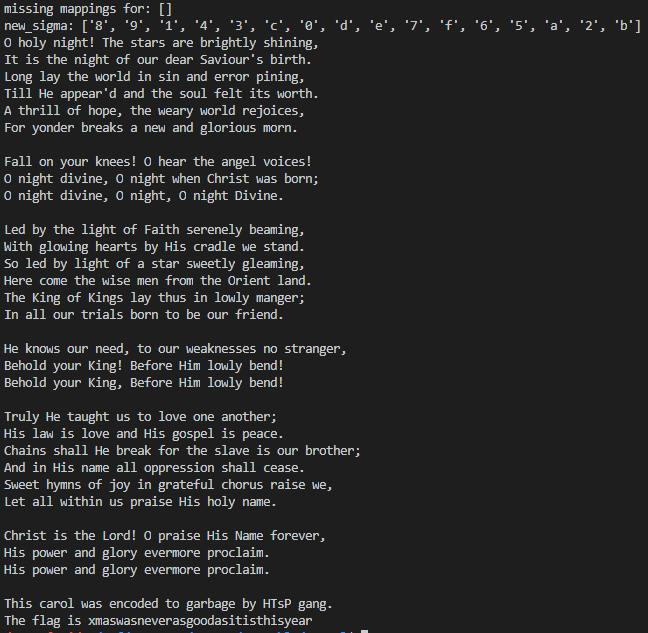 missing mappings for: []
new_sigma: ['8', '9', '1', '4', '3', 'c', '0', 'd', 'e', '7', 'f', '6', '5', 'a', '2', 'b']
O holy night! The stars are brightly shining,
It is the night of our dear Saviour's birth.
Long lay the world in sin and error pining,
Till He appear'd and the soul felt its worth.
A thrill of hope, the weary world rejoices,
For yonder breaks a new and glorious morn.

Fall on your knees! O hear the angel voices!
O night divine, O night when Christ was born;
O night divine, O night, O night Divine.

Led by the light of Faith serenely beaming,
With glowing hearts by His cradle we stand.
So led by light of a star sweetly gleaming,
Here come the wise men from the Orient land.
The King of Kings lay thus in lowly manger;
In all our trials born to be our friend.

He knows our need, to our weaknesses no stranger,
Behold your King! Before Him lowly bend!
Behold your King, Before Him lowly bend!

Truly He taught us to love one another;
His law is love and His gospel is peace.
Chains shall He break for the slave is our brother;
And in His name all oppression shall cease.
Sweet hymns of joy in grateful chorus raise we,
Let all within us praise His holy name.

Christ is the Lord! O praise His Name forever,
His power and glory evermore proclaim.
His power and glory evermore proclaim.

This carol was encoded to garbage by HTsP gang.
The flag is xmaswasneverasgoodasitisthisyear